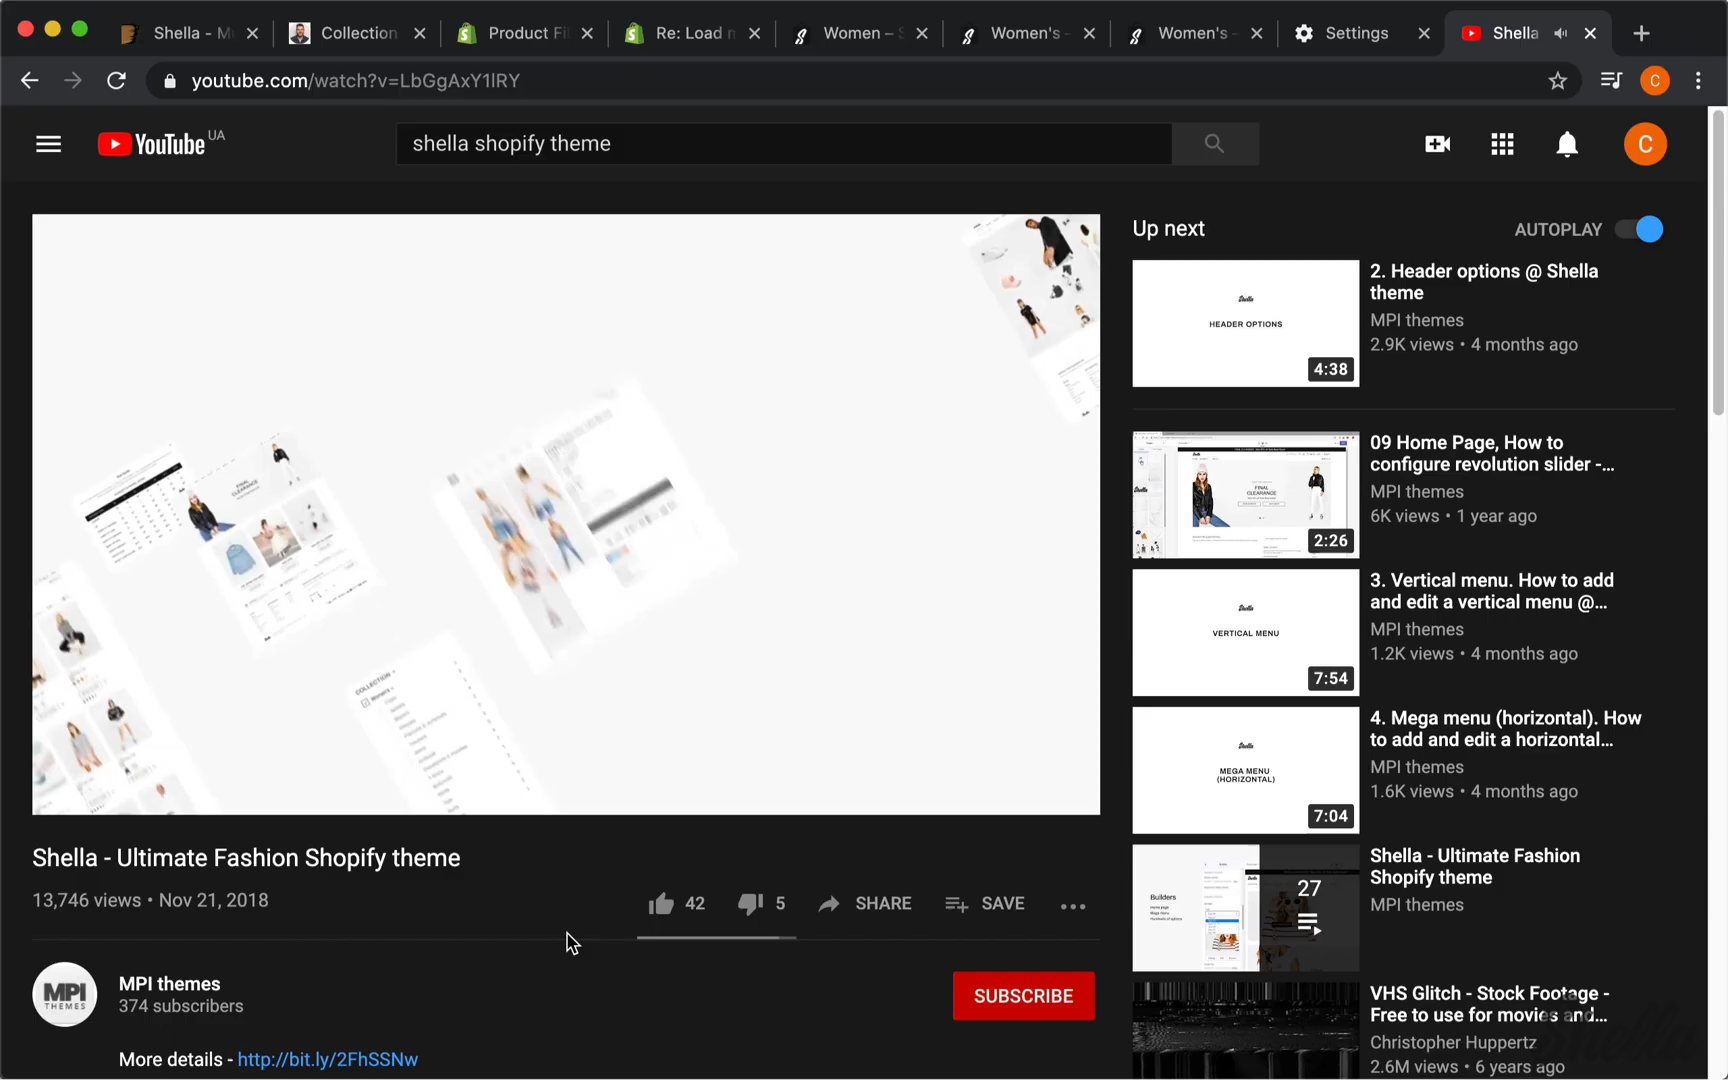 Shella - M
Collection
Product Fi
Re: Load m
Women – S
Women's -
Women's -
Settings
Shella
youtube.com/watch?v=LbGgAxY1lRY
YouTube UA
shella shopify theme
C
C
Up next
AUTOPLAY
Shella
HEADER OPTIONS
4:38
2. Header options @ Shella
theme
MPI themes
2.9K views • 4 months ago
FINAL
CLEARANCE
2:26
09 Home Page, How to
configure revolution slider -...
MPI themes
6K views • 1 year ago
Shella
VERTICAL MENU
7:54
3. Vertical menu. How to add
and edit a vertical menu @...
MPI themes
1.2K views • 4 months ago
Shella
MEGA MENU
(HORIZONTAL)
7:04
4. Mega menu (horizontal). How
to add and edit a horizontal...
MPI themes
1.6K views • 4 months ago
Builders
27
Shella - Ultimate Fashion
Shopify theme
MPI themes
VHS Glitch - Stock Footage -
Free to use for movies and...
Christopher Huppertz
2.6M views • 6 years ago
FINAL
CLEARANCE
COLLECTION
Women's
Shella - Ultimate Fashion Shopify theme
13,746 views • Nov 21, 2018
42
5
SHARE
SAVE
MPI
THEMES
MPI themes
374 subscribers
SUBSCRIBE
More details - http://bit.ly/2FhSSNw